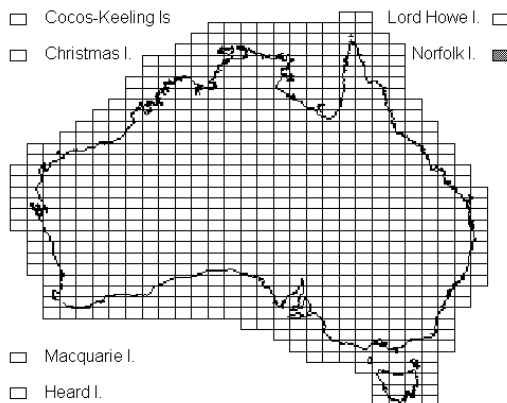 Cocos-Keeling Is
Lord Howe I.
Christmas I.
Norfolk I.
Macquarie I.
Heard I.